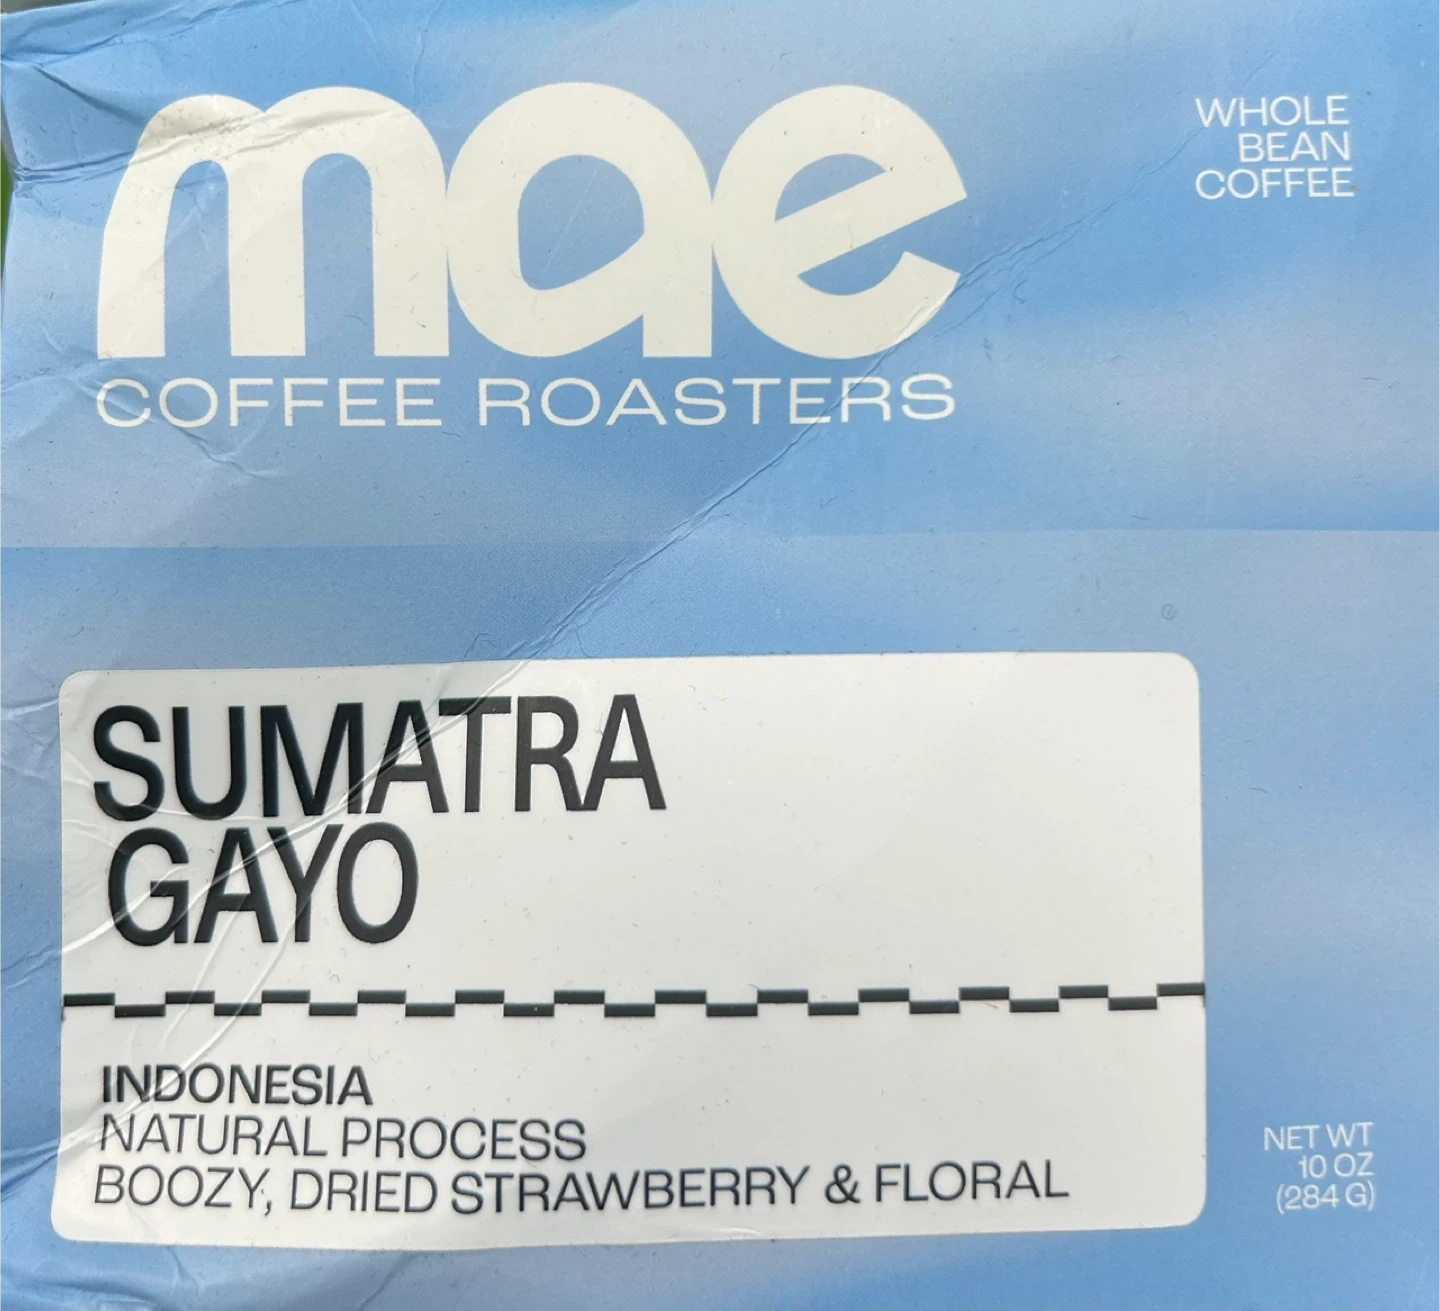 mae
COFFEE ROASTERS
WHOLE
BEAN
COFFEE
SUMATRA
GAYO
INDONESIA
NATURAL PROCESS
BOOZY, DRIED STRAWBERRY & FLORAL
NET WT
10 OZ
(284 G)